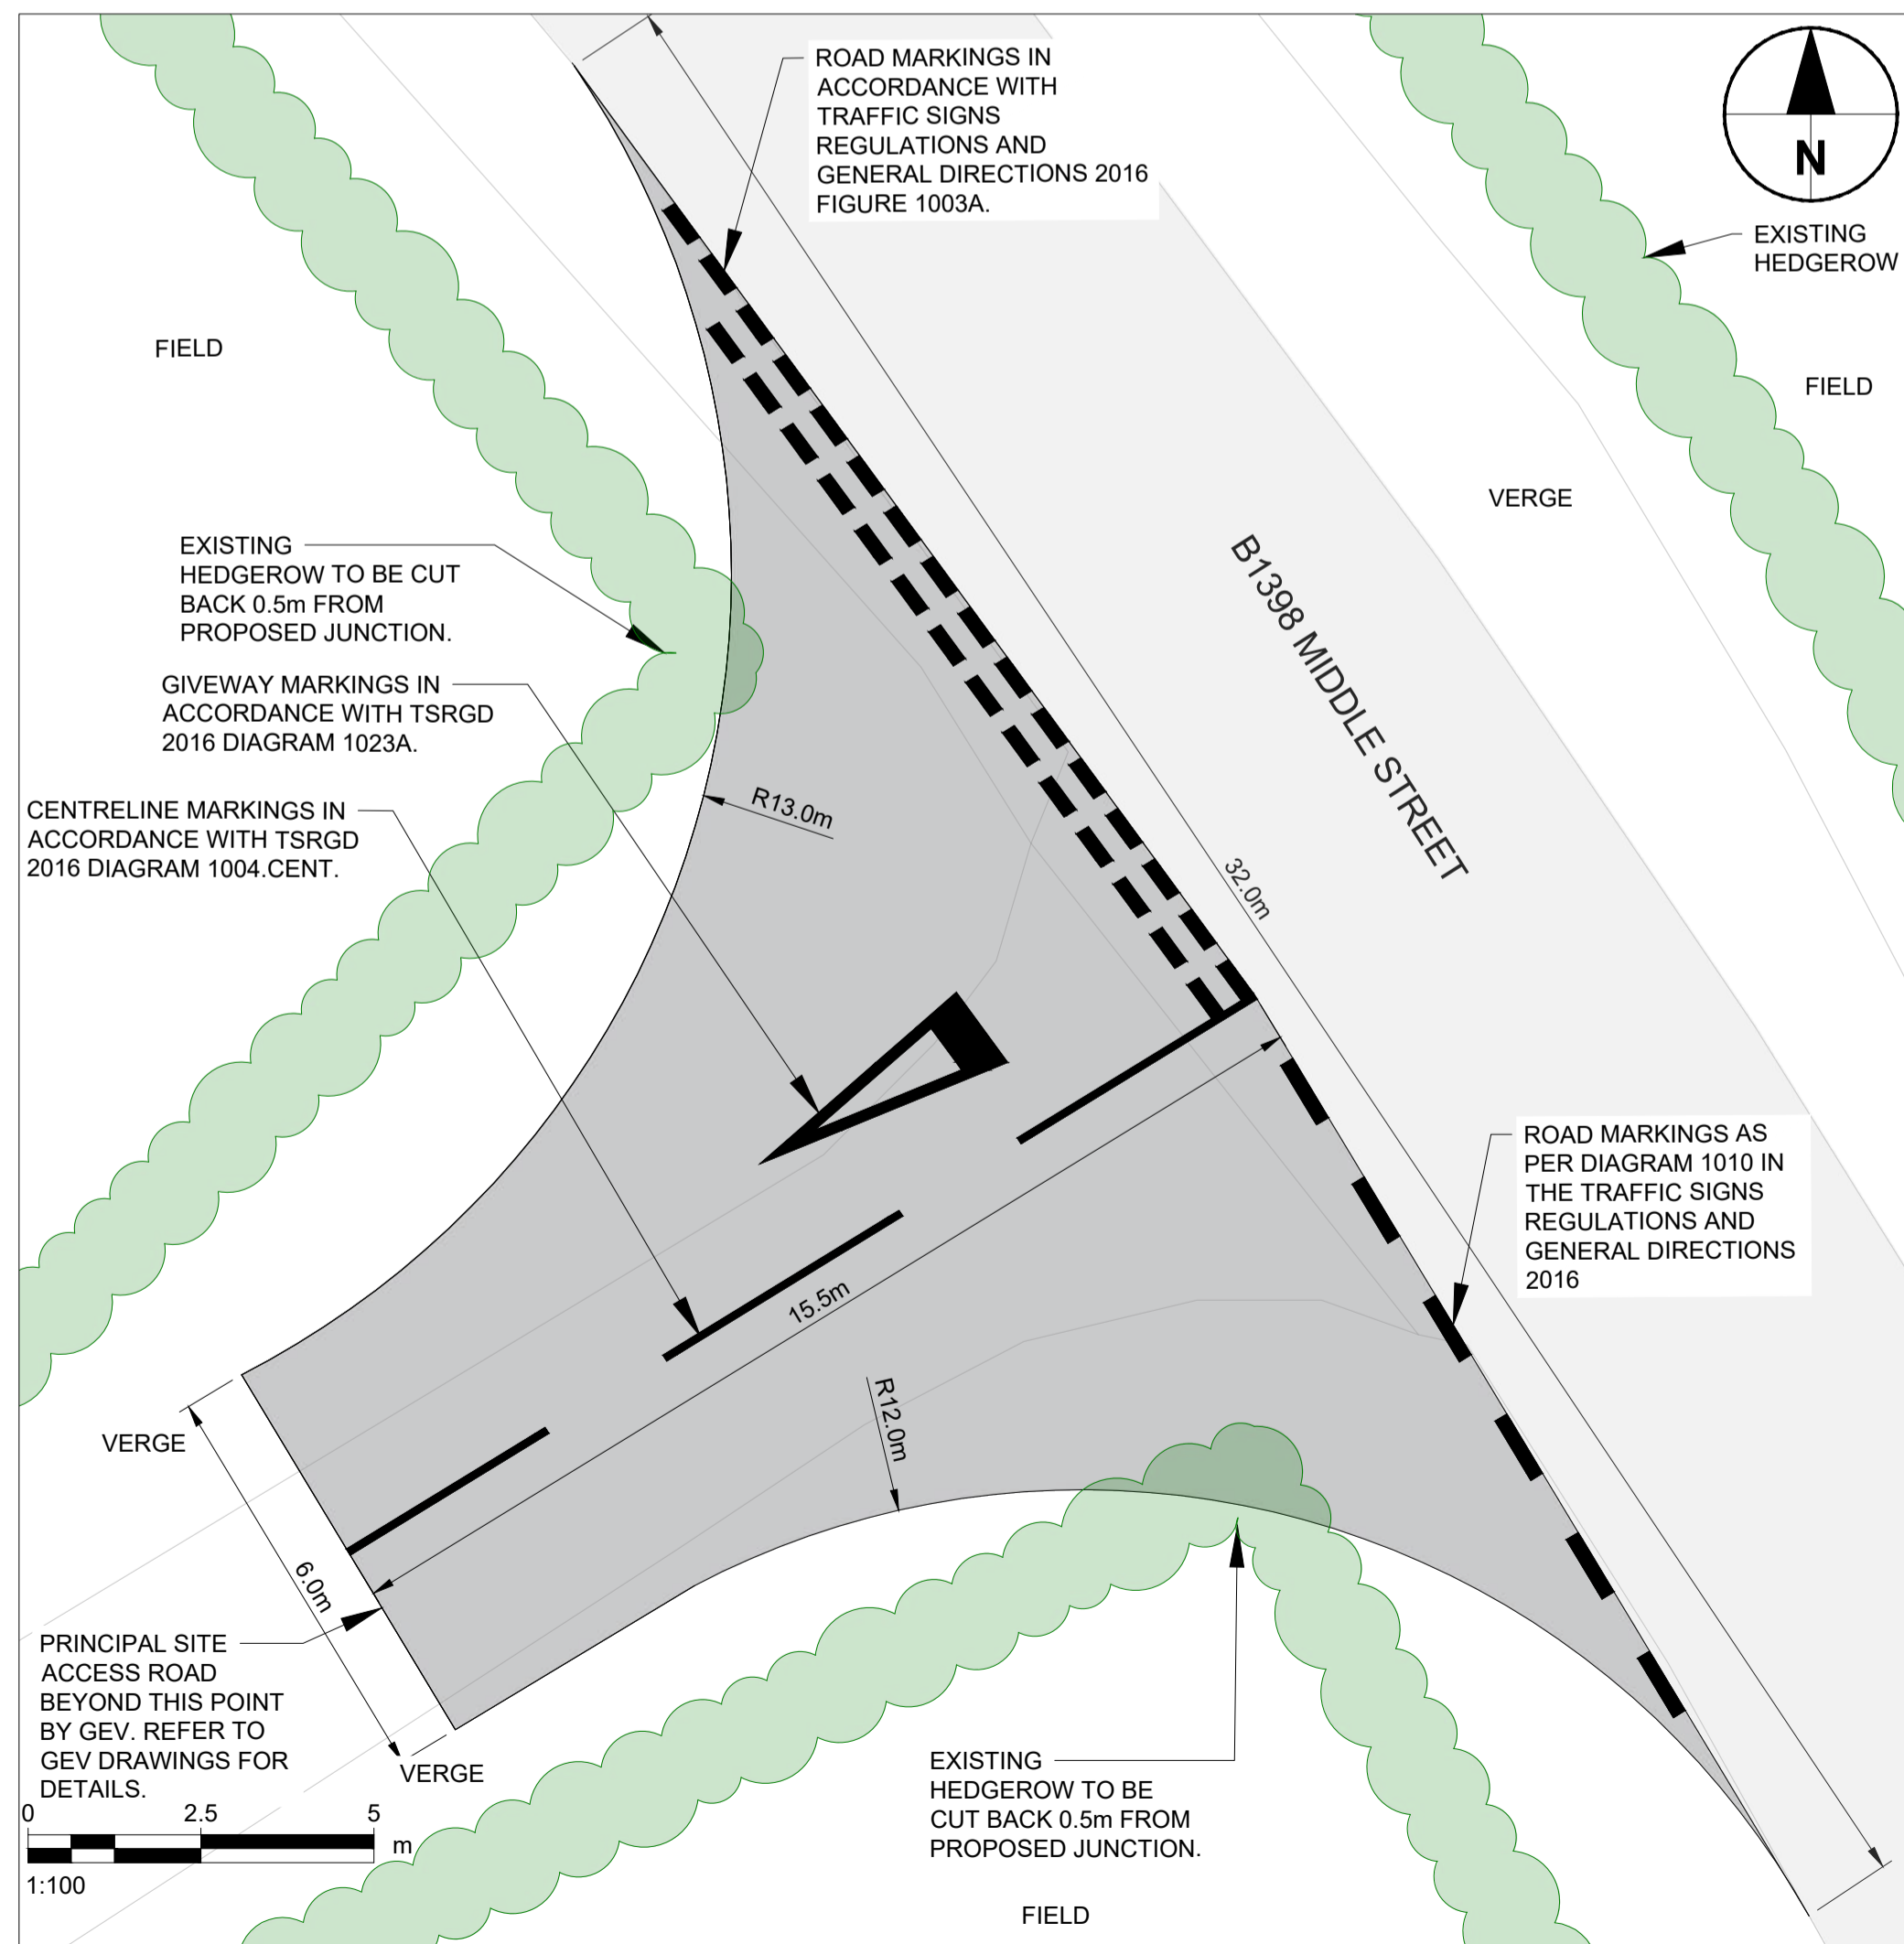 ROAD MARKINGS IN
ACCORDANCE WITH
TRAFFIC SIGNS
REGULATIONS AND
GENERAL DIRECTIONS 2016
FIGURE 1003A.
N
EXISTING
HEDGEROW
FIELD
FIELD
VERGE
EXISTING
HEDGEROW TO BE CUT
BACK 0.5m FROM
PROPOSED JUNCTION.
B1398 MIDDLE STREET
GIVEWAY MARKINGS IN
ACCORDANCE WITH TSRGD
2016 DIAGRAM 1023A.
R13.0m
CENTRELINE MARKINGS IN
ACCORDANCE WITH TSRGD
2016 DIAGRAM 1004.CENT.
32.0m
ROAD MARKINGS AS
PER DIAGRAM 1010 IN
THE TRAFFIC SIGNS
REGULATIONS AND
GENERAL DIRECTIONS
2016
15.5m
R12.0m
VERGE
6.0m
PRINCIPAL SITE
ACCESS ROAD
BEYOND THIS POINT
BY GEV. REFER TO
GEV DRAWINGS FOR
DETAILS.
VERGE
EXISTING
HEDGEROW TO BE
CUT BACK 0.5m FROM
PROPOSED JUNCTION.
0 2.5 5
m
1:100
FIELD